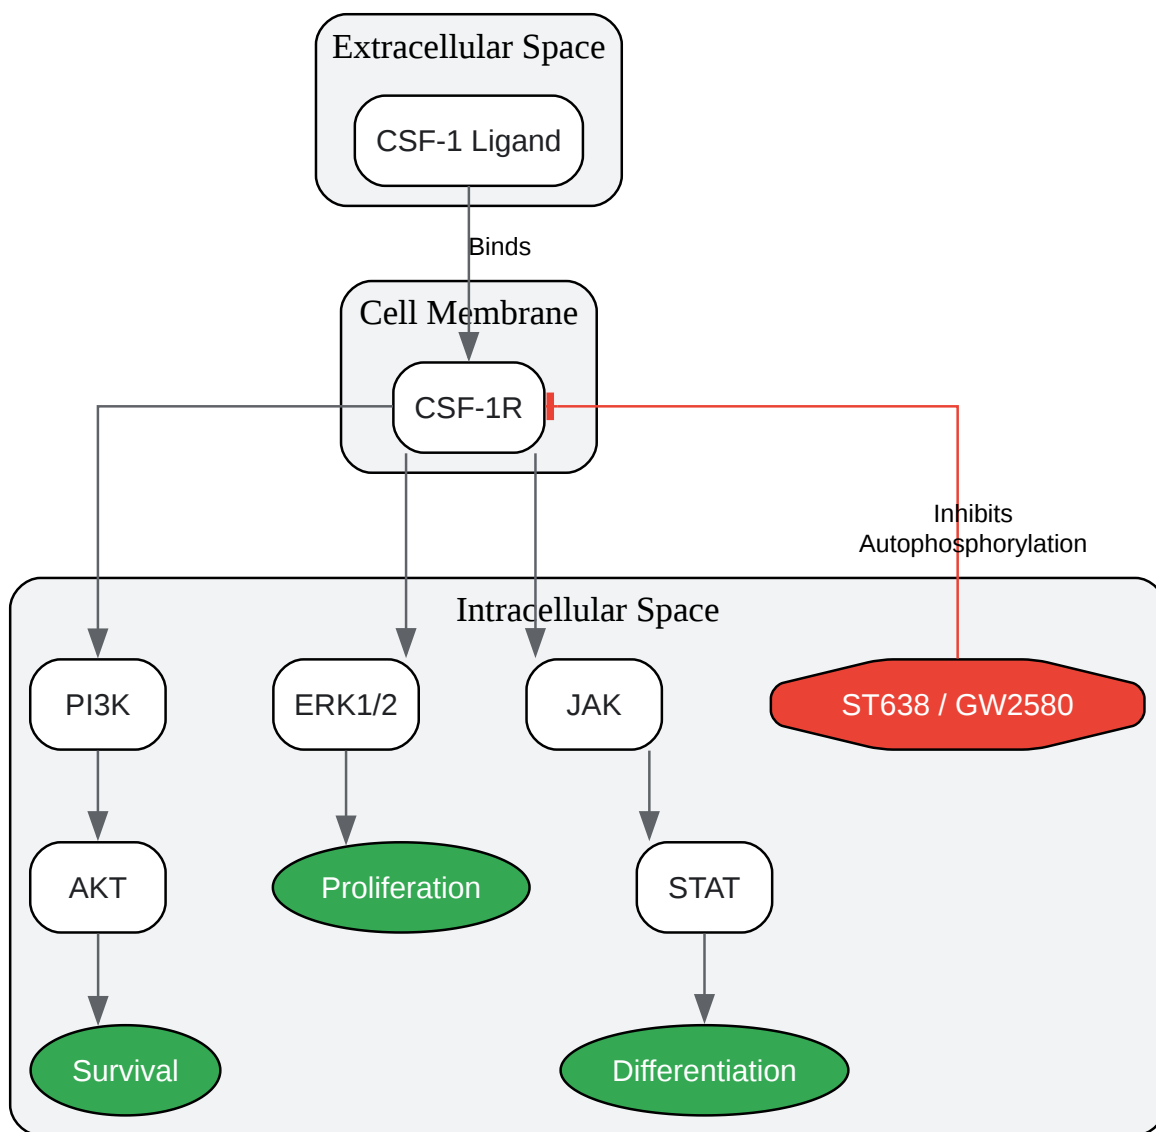 Extracellular Space
CSF-1 Ligand
Binds
Cell Membrane
CSF-1R
Inhibits
Autophosphorylation
Intracellular Space
PI3K
ERK1/2
JAK
ST638 / GW2580
AKT
Proliferation
STAT
Survival
Differentiation